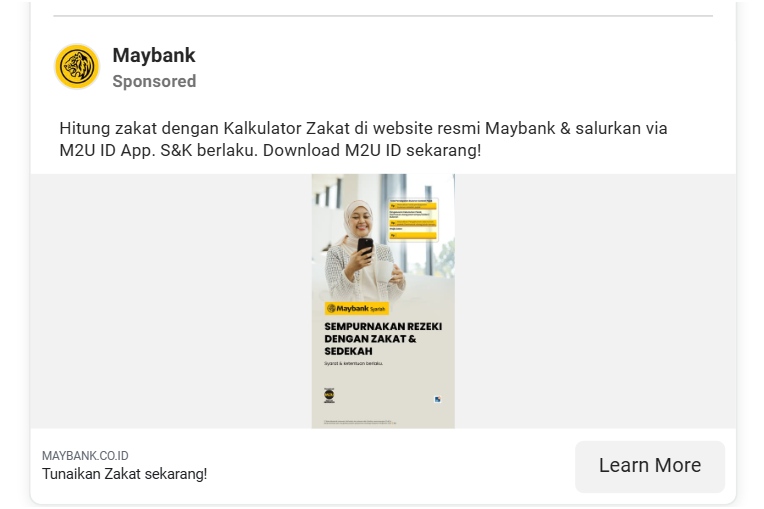 Maybank
Sponsored
Hitung zakat dengan Kalkulator Zakat di website resmi Maybank & salurkan via
M2U ID App. S&K berlaku. Download M2U ID sekarang!
Maybank Syariah
SEMPURNAKAN REZEKI
DENGAN ZAKAT &
SEDEKAH
Syarat & ketentuan berlaku.
MAYBANK.CO.ID
Tunaikan Zakat sekarang!
Learn More